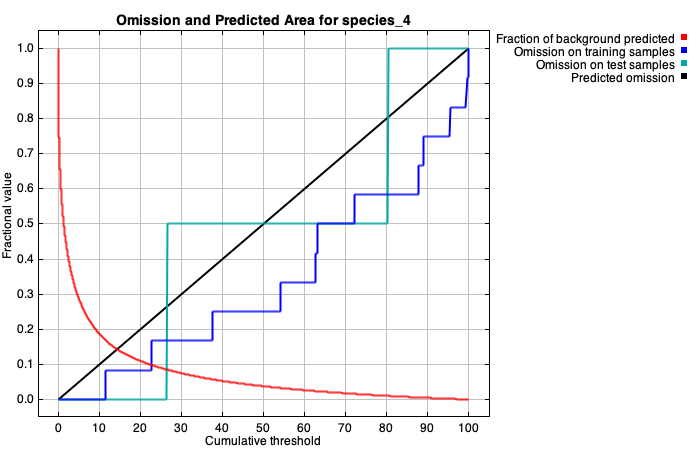 Omission and Predicted Area for species_4
Fraction of background predicted
Omission on training samples
Omission on test samples
Predicted omission
Fractional value
1.0
0.9
0.8
0.7
0.6
0.5
0.4
0.3
0.2
0.1
0.0
0 10 20 30 40 50 60 70 80 90 100
Cumulative threshold